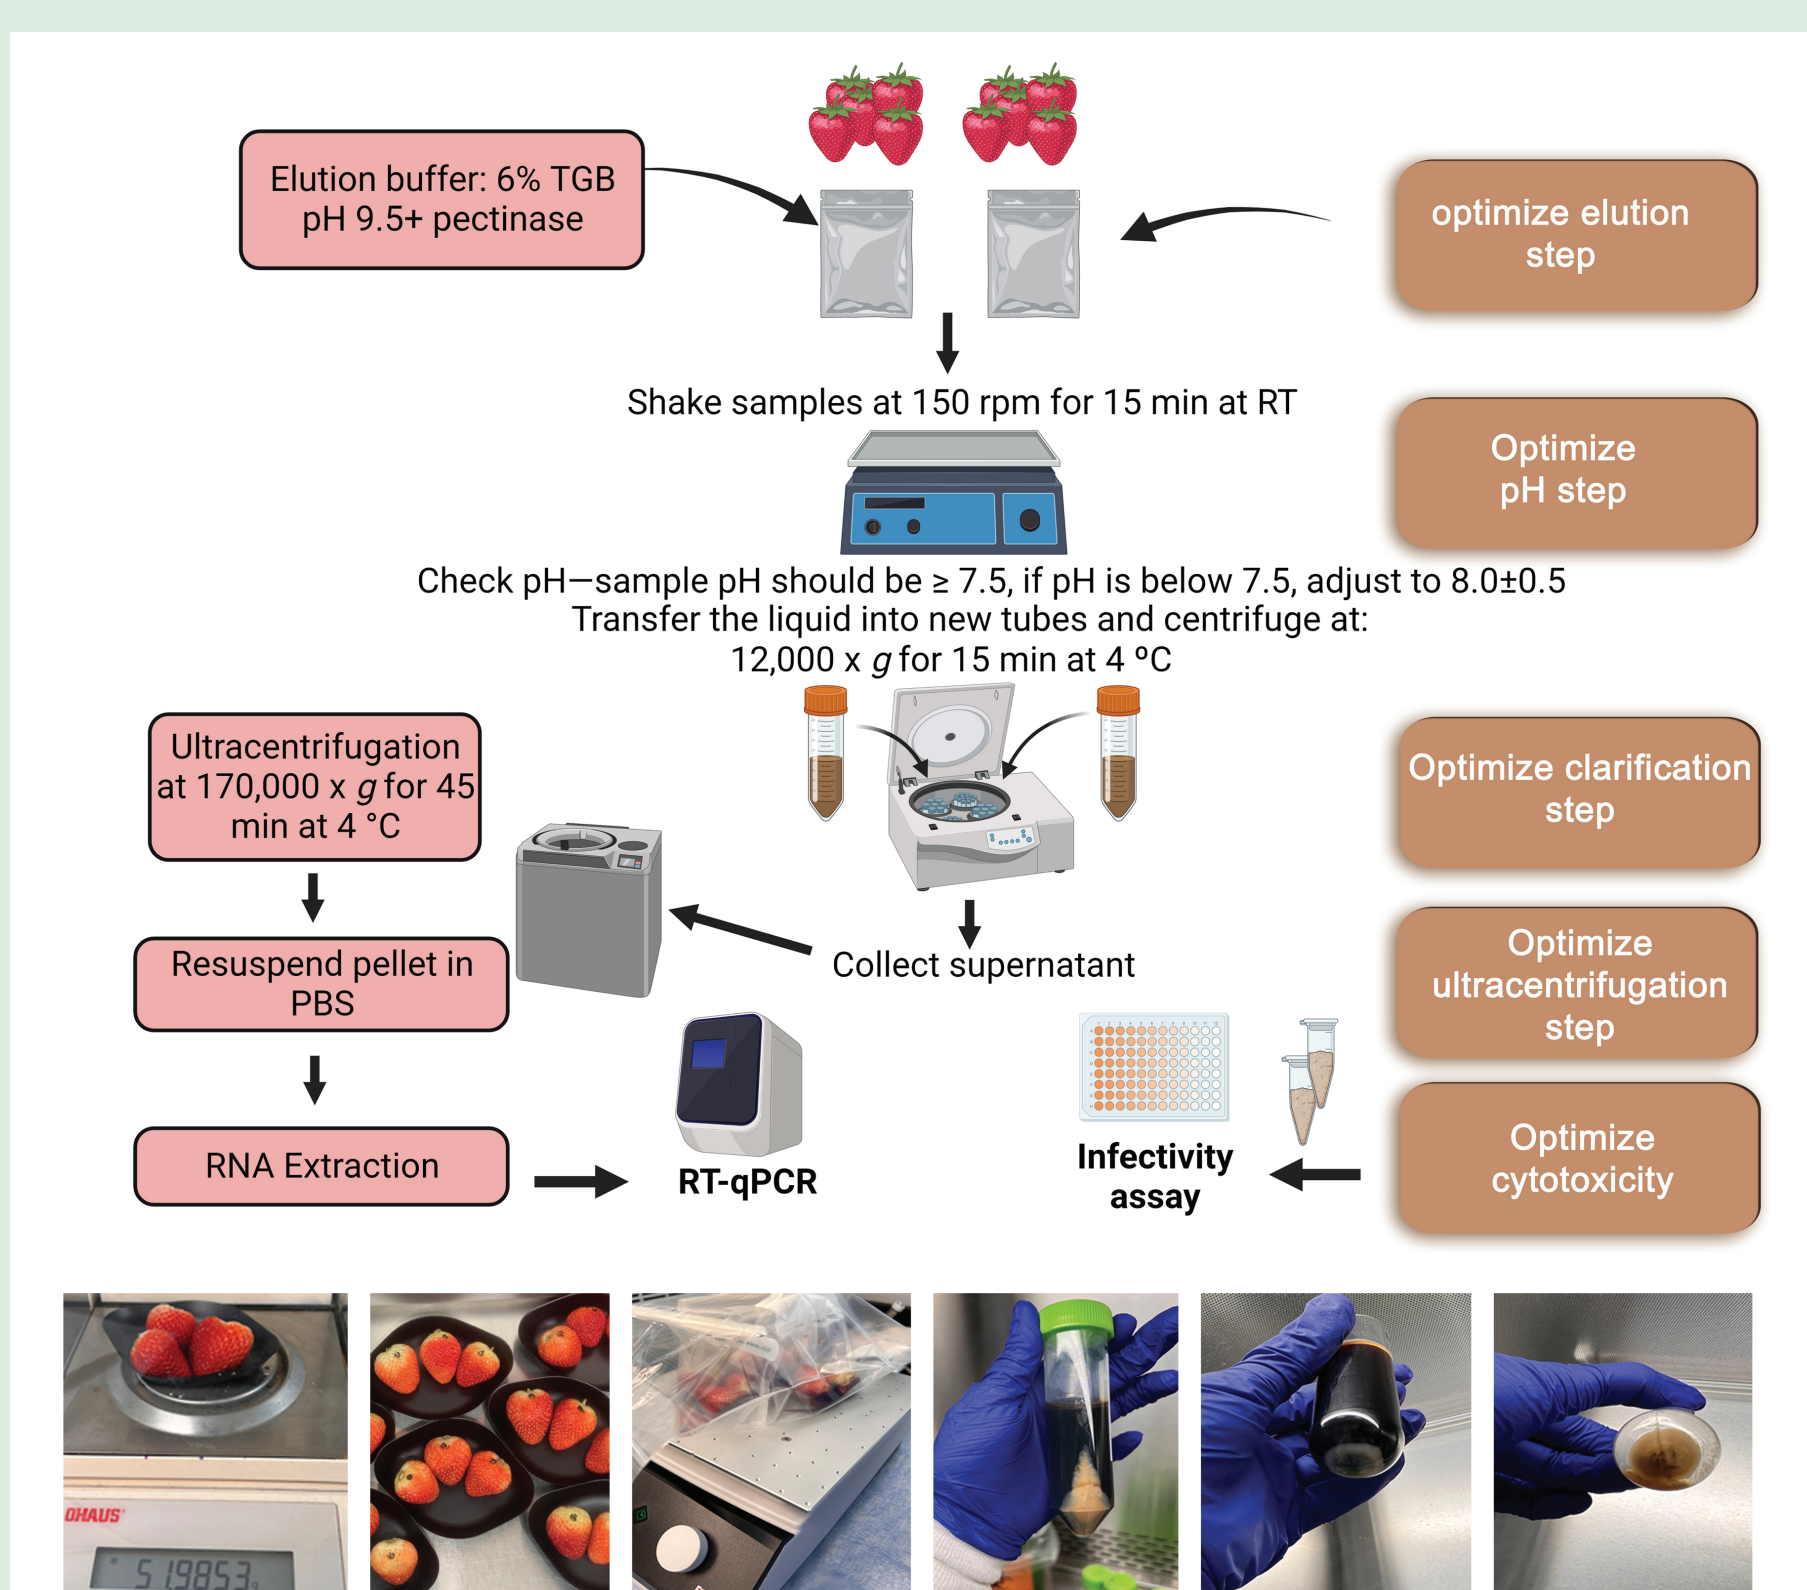 Elution buffer: 6% TGB
pH 9.5+ pectinase
optimize elution
step
Shake samples at 150 rpm for 15 min at RT
Optimize
pH step
Check pH—sample pH should be ≥ 7.5, if pH is below 7.5, adjust to 8.0±0.5
Transfer the liquid into new tubes and centrifuge at:
12,000 x g for 15 min at 4 ºC
Ultracentrifugation
at 170,000 x g for 45
min at 4 °C
Optimize clarification
step
Collect supernatant
Resuspend pellet in
PBS
Optimize
ultracentrifugation
step
RNA Extraction
RT-qPCR
Infectivity
assay
Optimize
cytotoxicity
OHAUS
* 51.9853 g